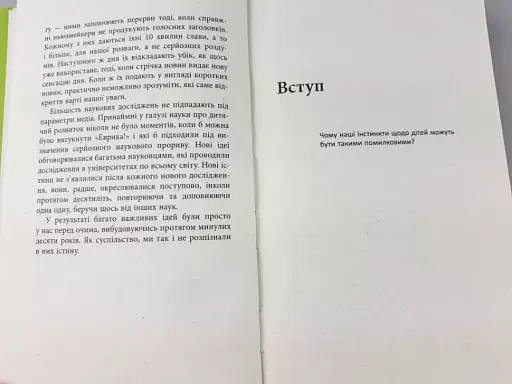 ту — ними заповнюють перерви тоді, коли справж-
ні ньюзмейкери не продукують голосних заголовків.
Кожному з них даються їхні 10 хвилин слави, а то
і більше, для нашої розваги, а не серйозних розду-
мів. Наступного ж дня їх відкладають убік, як щось
уже використане, тоді, коли стрічка новин видає нову
сенсацію дня. Коли ж їх подають у вигляді коротких
новин, практично неможливо зрозуміти, які саме від-
криття варті нашої уваги.
Більшість наукових досліджень не підпадають під
параметри медіа. Принаймні у галузі науки про дитя-
чий розвиток ніколи не було моментів, коли б можна
було вигукнути «Еврика!» і які б підходили під виз-
начення серйозного наукового прориву. Нові ідеї
обговорювалися багатьма науковцями, які проводили
дослідження в університетах по всьому світу. Нові іс-
тини не з'являлися після кожного нового досліджен-
ня, вони, радше, окреслювалися поступово, інколи
протягом десятиліть, повторюючи та доповнюючи
одна одну, беручи щось від інших наук.
У результаті багато важливих ідей були просто
у нас перед очима, вибудовуючись протягом минулих
десяти років. Як суспільство, ми так і не розпізнали
в них істину.
Вступ
Чому наші інстинкти щодо дітей можуть
бути такими помилковими?